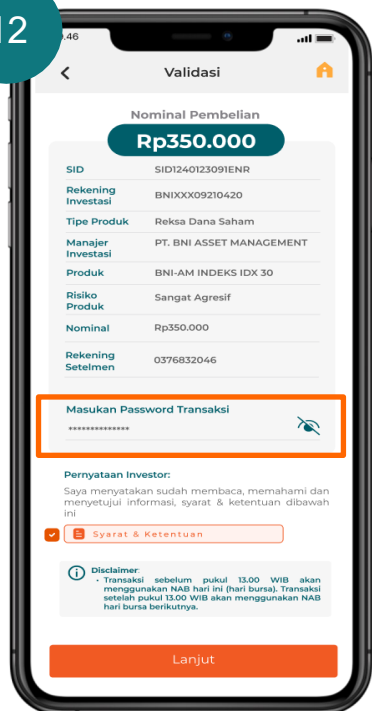 12
.46
Validasi
Nominal Pembelian
Rp350.000
SID SID1240123091ENR
Rekening
Investasi BNIXXX09210420
Tipe Produk Reksa Dana Saham
Manajer
Investasi PT. BNI ASSET MANAGEMENT
Produk BNI-AM INDEKS IDX 30
Risiko
Produk Sangat Agresif
Nominal Rp350.000
Rekening
Setelmen 0376832046
Masukan Password Transaksi
**************
Pernyataan Investor:
Saya menyatakan sudah membaca, memahami dan
menyetujui informasi, syarat & ketentuan dibawah
ini
Syarat & Ketentuan
Disclaimer:
• Transaksi sebelum pukul 13.00 WIB akan
menggunakan NAB hari ini (hari bursa). Transaksi
setelah pukul 13.00 WIB akan menggunakan NAB
hari bursa berikutnya.
Lanjut